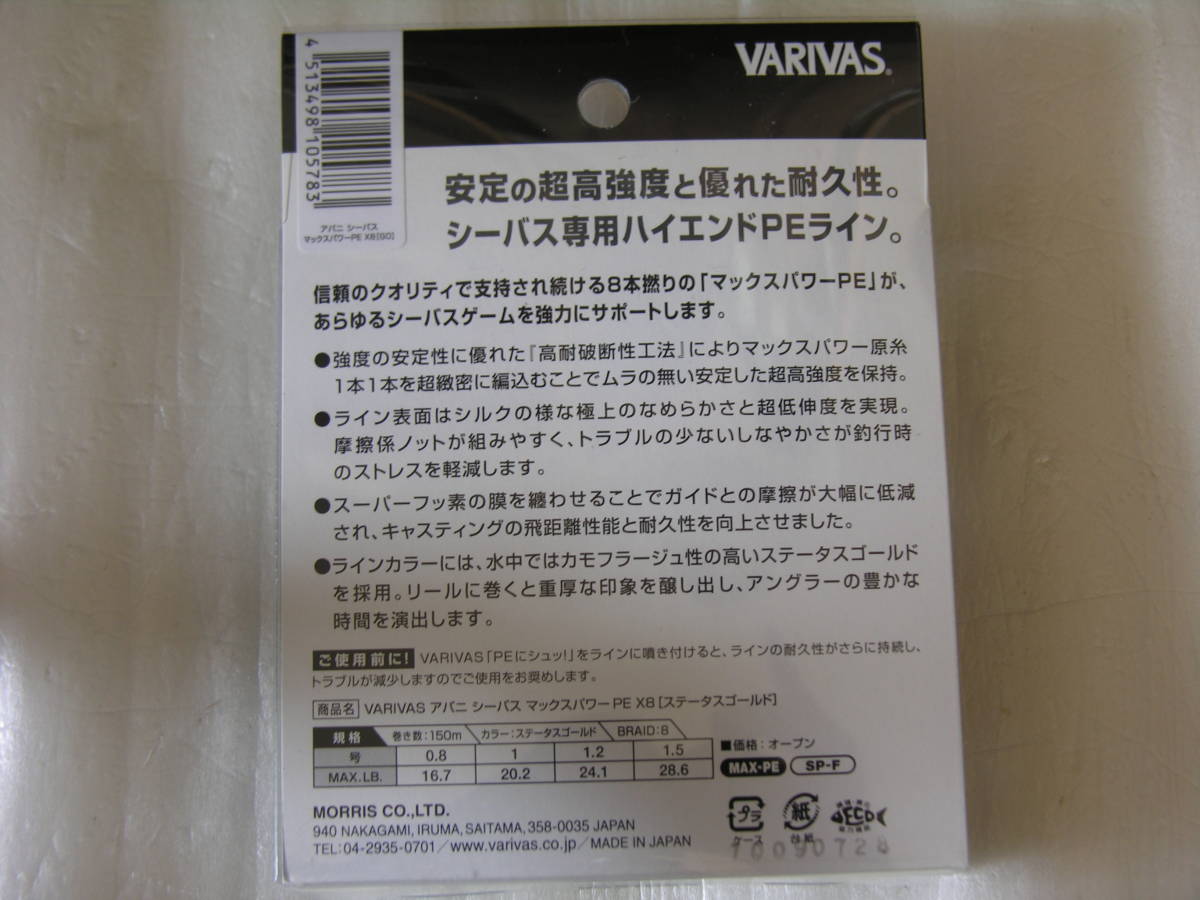 VARIVAS®
4513498105783
アバニ シーバス
マックスパワーPE X8[GO]
安定の超高強度と優れた耐久性。
シーバス専用ハイエンドPEライン。
信頼のクオリティで支持され続ける8本撚りの「マックスパワーPE」が、
あらゆるシーバスゲームを強力にサポートします。
●強度の安定性に優れた『高耐破断性工法』によりマックスパワー原糸
1本1本を超緻密に編込むことでムラの無い安定した超高強度を保持。
●ライン表面はシルクの様な極上のなめらかさと超低伸度を実現。
摩擦係ノットが組みやすく、トラブルの少ないしなやかさが釣行時
のストレスを軽減します。
●スーパーフッ素の膜を纏わせることでガイドとの摩擦が大幅に低減
され、キャスティングの飛距離性能と耐久性を向上させました。
●ラインカラーには、水中ではカモフラージュ性の高いステータスゴールド
を採用。リールに巻くと重厚な印象を醸し出し、アングラーの豊かな
時間を演出します。
ご使用前に! VARIVAS「PEにシュッ!」をラインに噴き付けると、ラインの耐久性がさらに持続し、
トラブルが減少しますのでご使用をお奨めします。
商品名 VARIVAS アバニ シーバス マックスパワーPE X8[ステータスゴールド]
規格 巻き数:150m カラー:ステータスゴールド BRAID:8
号 0.8 1 1.2 1.5
MAX.LB. 16.7 20.2 24.1 28.6
■価格:オープン
MAX-PE SP-F
MORRIS CO.,LTD.
940 NAKAGAMI, IRUMA, SAITAMA, 358-0035 JAPAN
TEL:04-2935-0701/www.varivas.co.jp/MADE IN JAPAN
プラ
ケース
紙
台紙
ECO
10090728